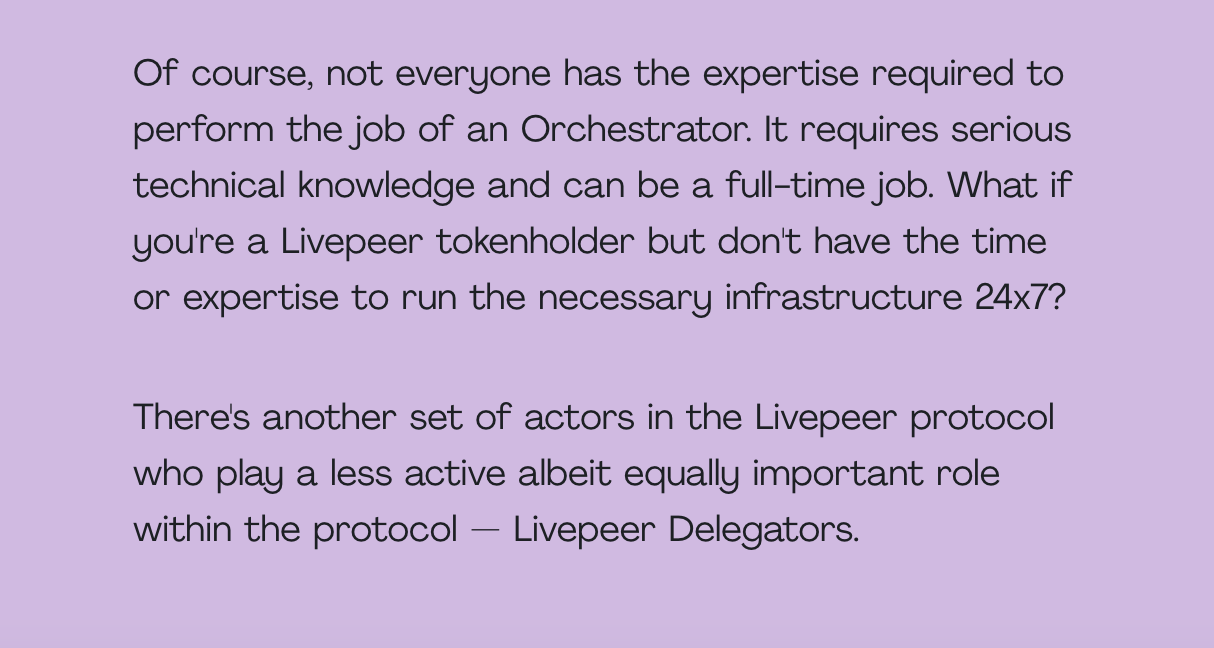 Of course, not everyone has the expertise required to
perform the job of an Orchestrator. It requires serious
technical knowledge and can be a full-time job. What if
you're a Livepeer tokenholder but don't have the time
or expertise to run the necessary infrastructure 24x7?
There's another set of actors in the Livepeer protocol
who play a less active albeit equally important role
within the protocol — Livepeer Delegators.